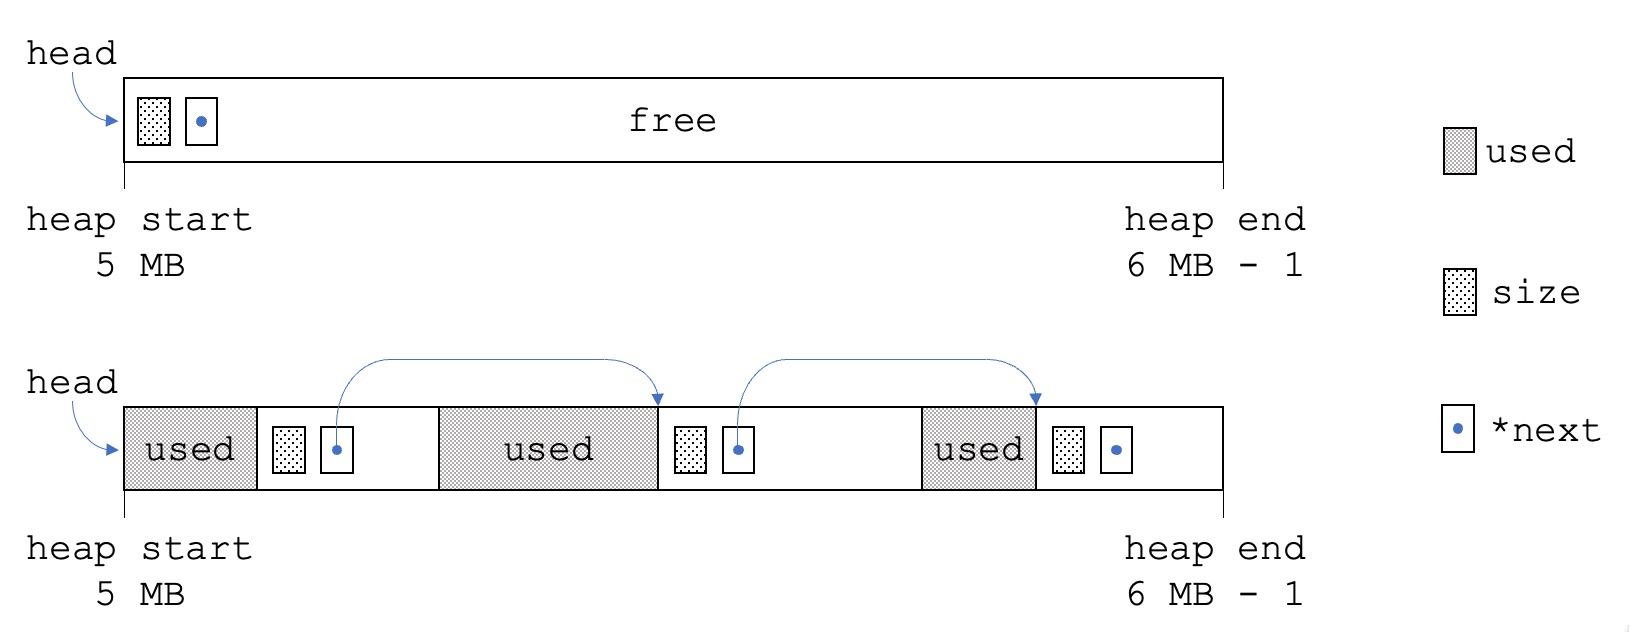 head
free
used
heap start
heap end
5 MB
6 MB - 1
size
head
used
used
used
*next
heap start
heap end
5 MB
6 MB - 1